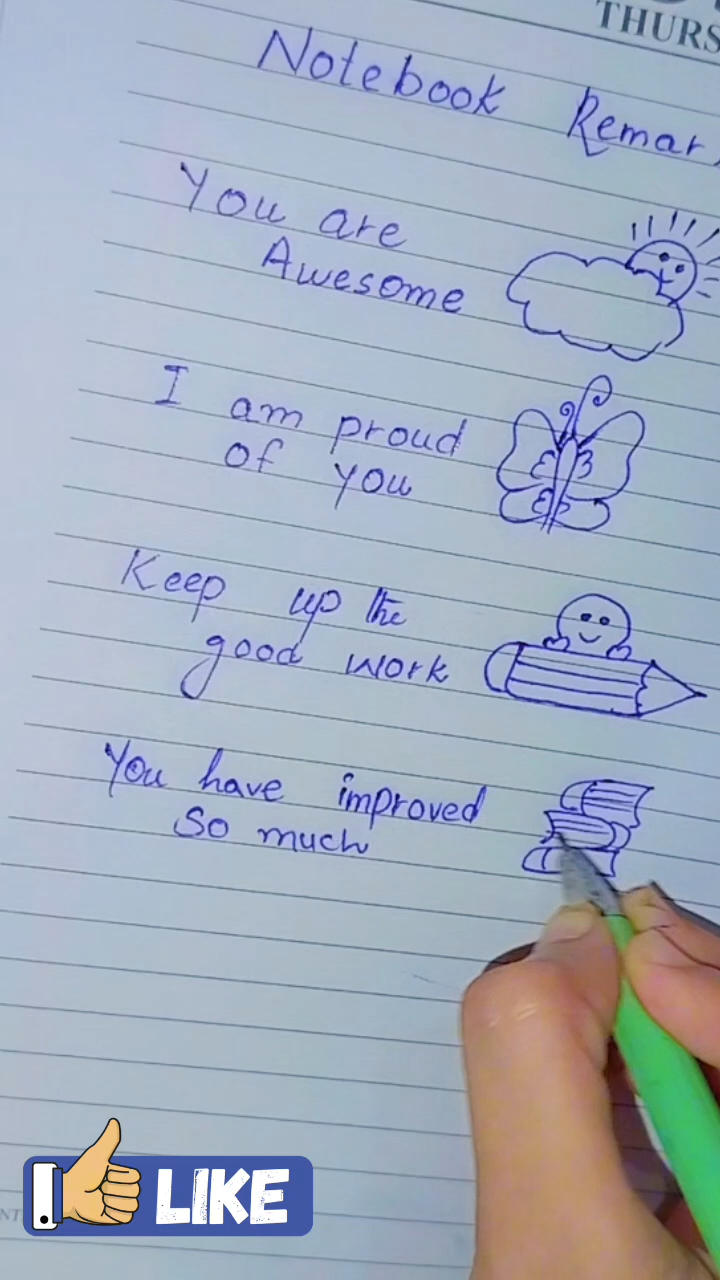 THURS
Notebook Remar
You are
Awesome
I am proud
of you
Keep up the
good work
You have improved
so much
LIKE